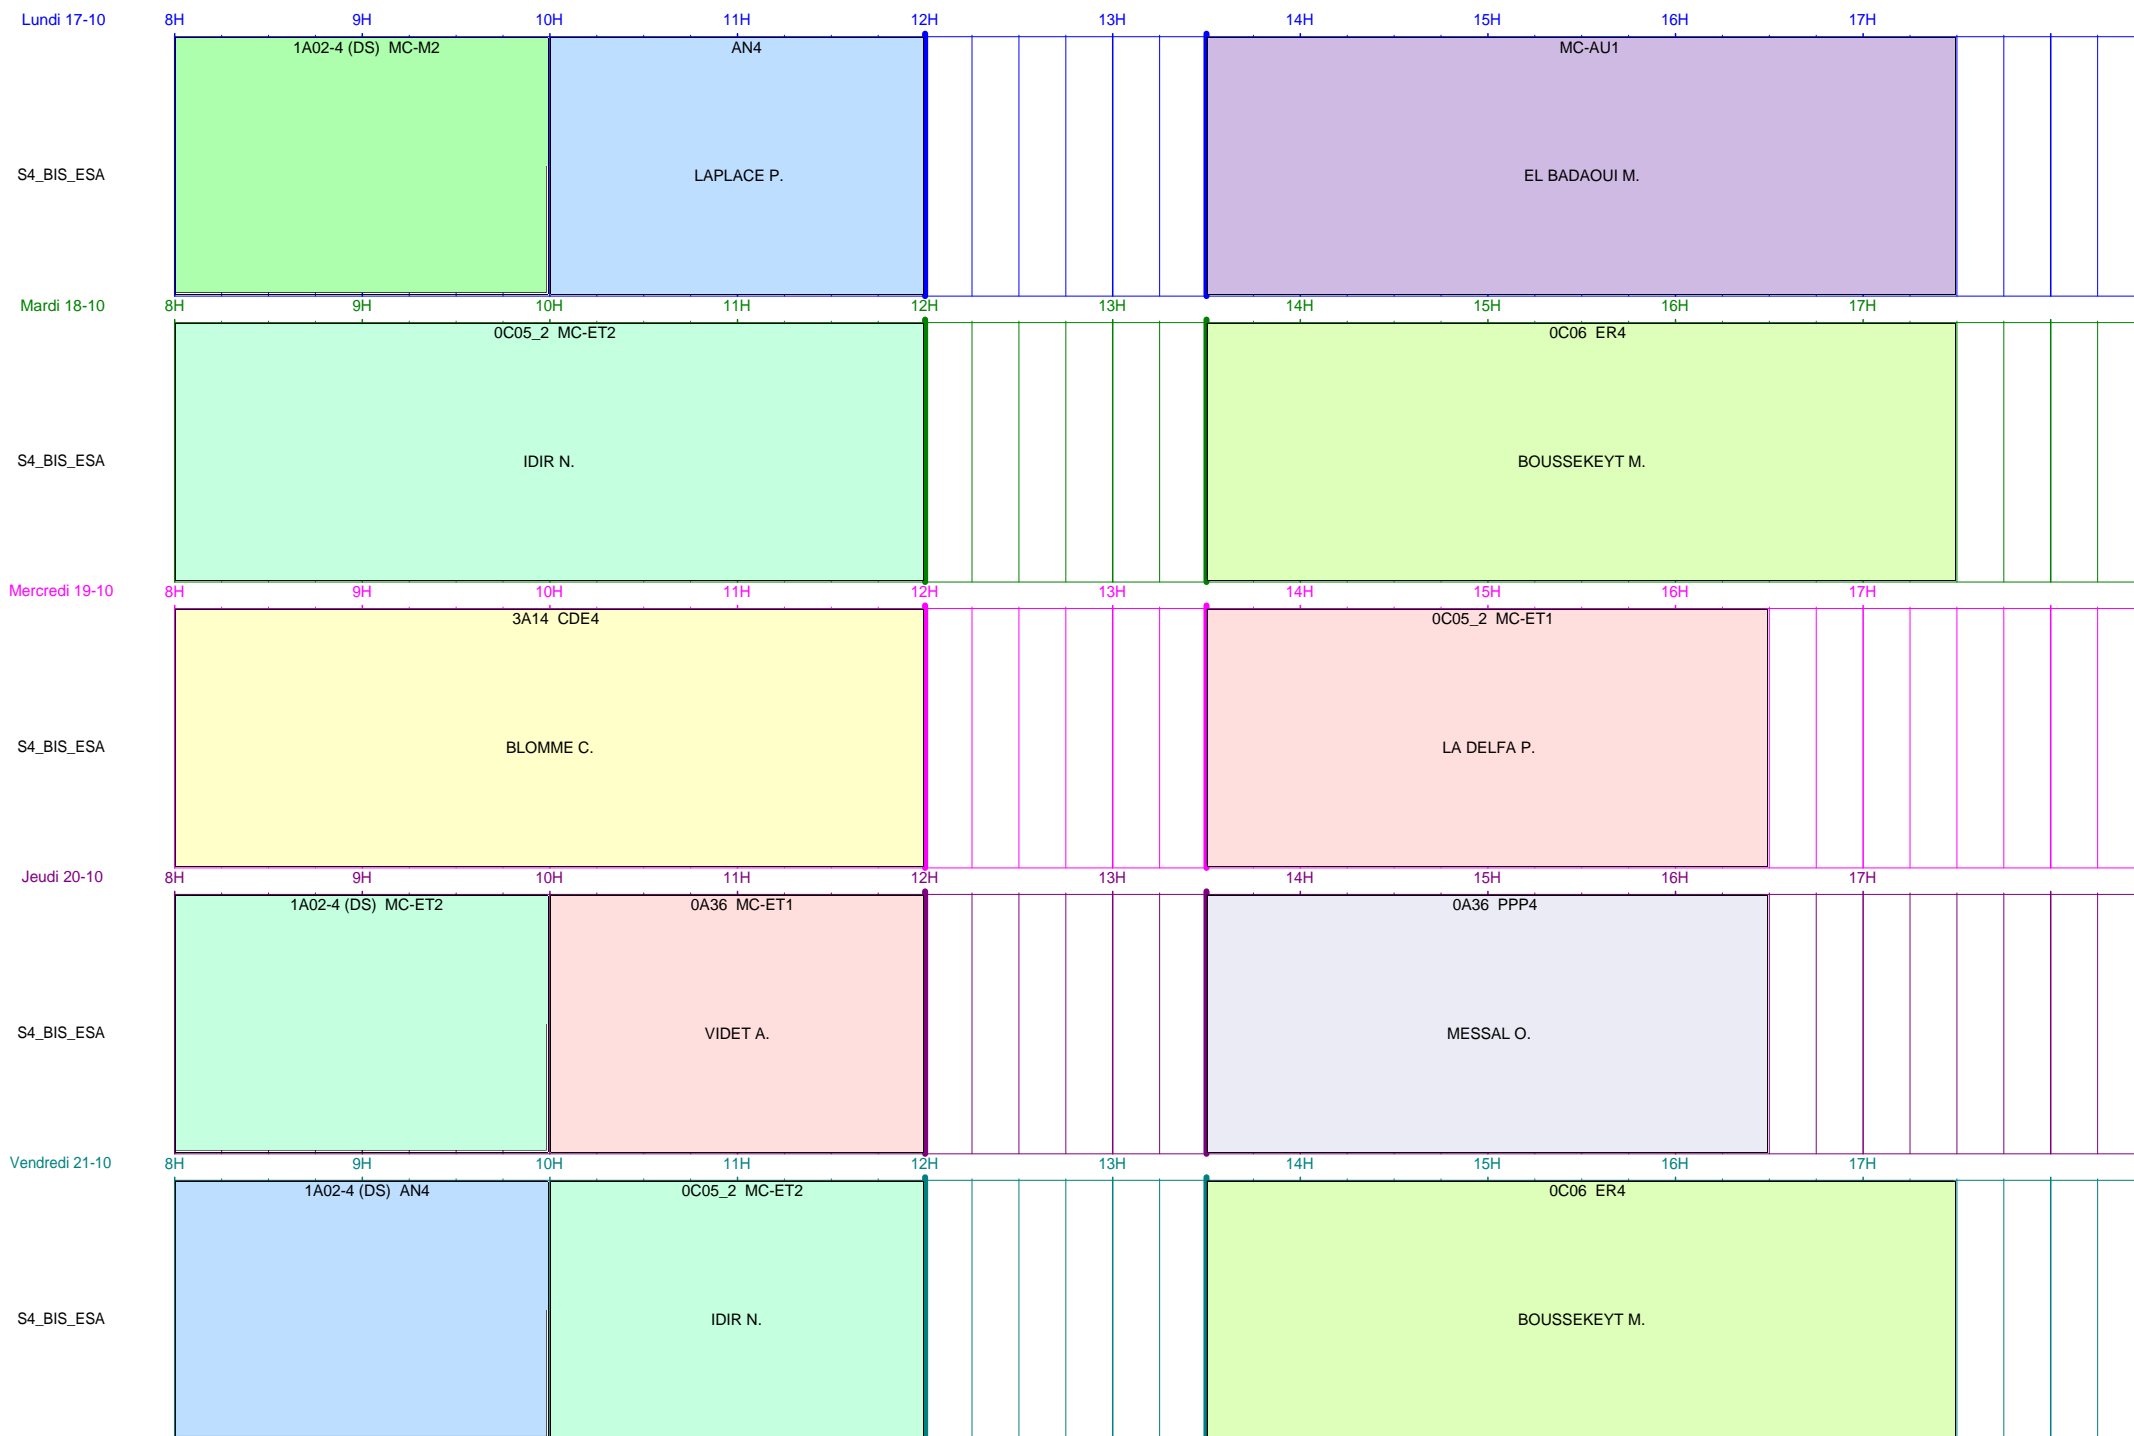 Lundi 17-10 8H 9H 10H 11H 12H 13H 14H 15H 16H 17H
1A02-4 (DS) MC-M2 AN4 MC-AU1
S4_BIS_ESA LAPLACE P. EL BADAOUI M.
Mardi 18-10 8H 9H 10H 11H 12H 13H 14H 15H 16H 17H
0C05_2 MC-ET2 0C06 ER4
S4_BIS_ESA IDIR N. BOUSSEKEYT M.
Mercredi 19-10 8H 9H 10H 11H 12H 13H 14H 15H 16H 17H
3A14 CDE4 0C05_2 MC-ET1
S4_BIS_ESA BLOMME C. LA DELFA P.
Jeudi 20-10 8H 9H 10H 11H 12H 13H 14H 15H 16H 17H
1A02-4 (DS) MC-ET2 0A36 MC-ET1 0A36 PPP4
S4_BIS_ESA VIDET A. MESSAL O.
Vendredi 21-10 8H 9H 10H 11H 12H 13H 14H 15H 16H 17H
1A02-4 (DS) AN4 0C05_2 MC-ET2 0C06 ER4
S4_BIS_ESA IDIR N. BOUSSEKEYT M.